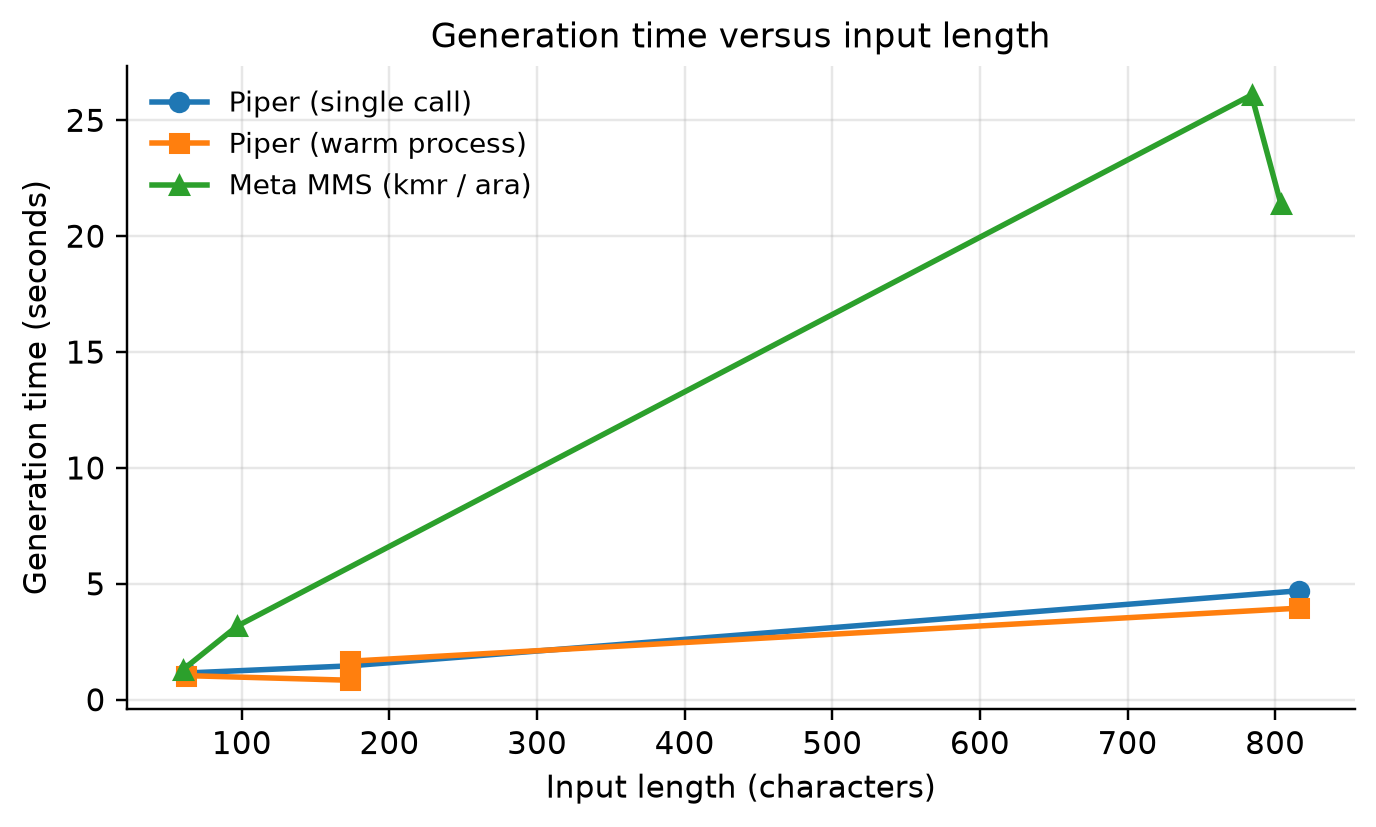 Generation time versus input length
Piper (single call)
Piper (warm process)
Meta MMS (kmr / ara)
Generation time (seconds)
25
20
15
10
5
0
100 200 300 400 500 600 700 800
Input length (characters)